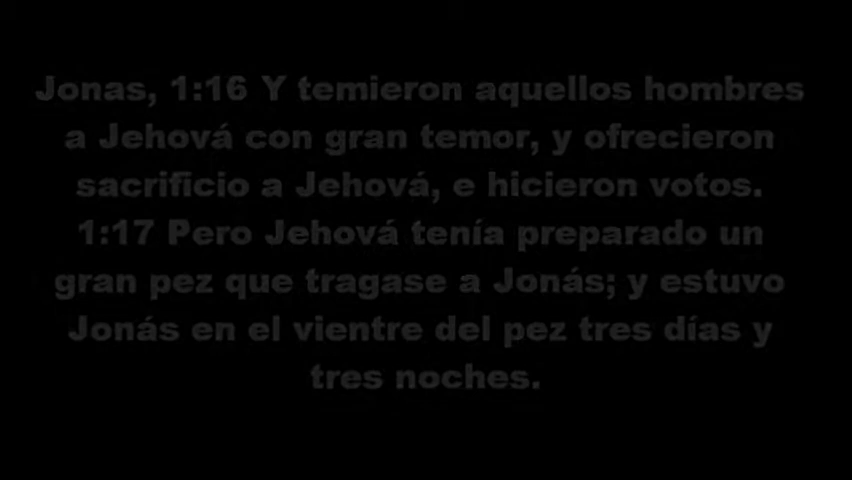 Jonas, 1:16 Y temieron aquellos hombres
a Jehová con gran temor, y ofrecieron
sacrificio a Jehová, e hicieron votos.
1:17 Pero Jehová tenía preparado un
gran pez que tragase a Jonás; y estuvo
Jonás en el vientre del pez tres días y
tres noches.